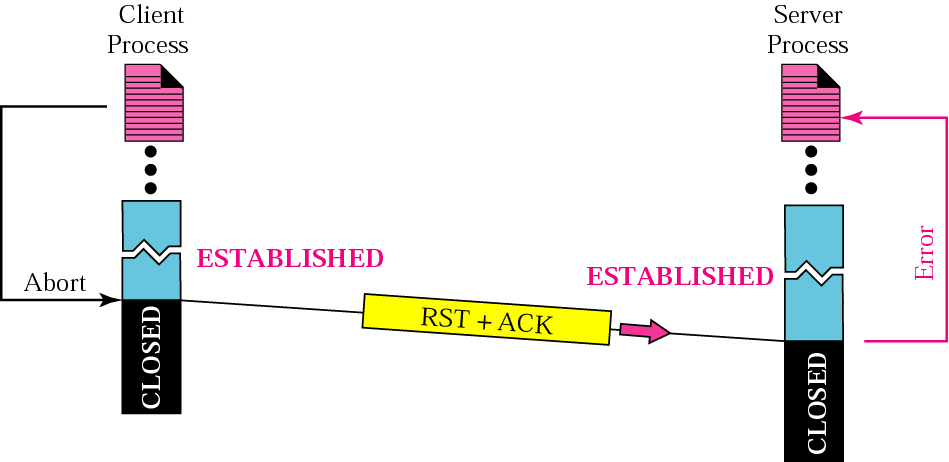 Client
Process
Server
Process
ESTABLISHED
ESTABLISHED
Error
Abort
RST + ACK
CLOSED
CLOSED